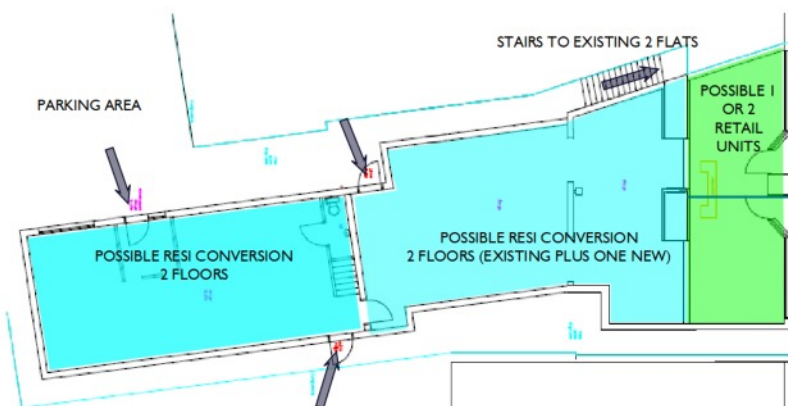 STAIRS TO EXISTING 2 FLATS
PARKING AREA
POSSIBLE 1
OR 2
RETAIL
UNITS
POSSIBLE RESI CONVERSION
2 FLOORS
POSSIBLE RESI CONVERSION
2 FLOORS (EXISTING PLUS ONE NEW)